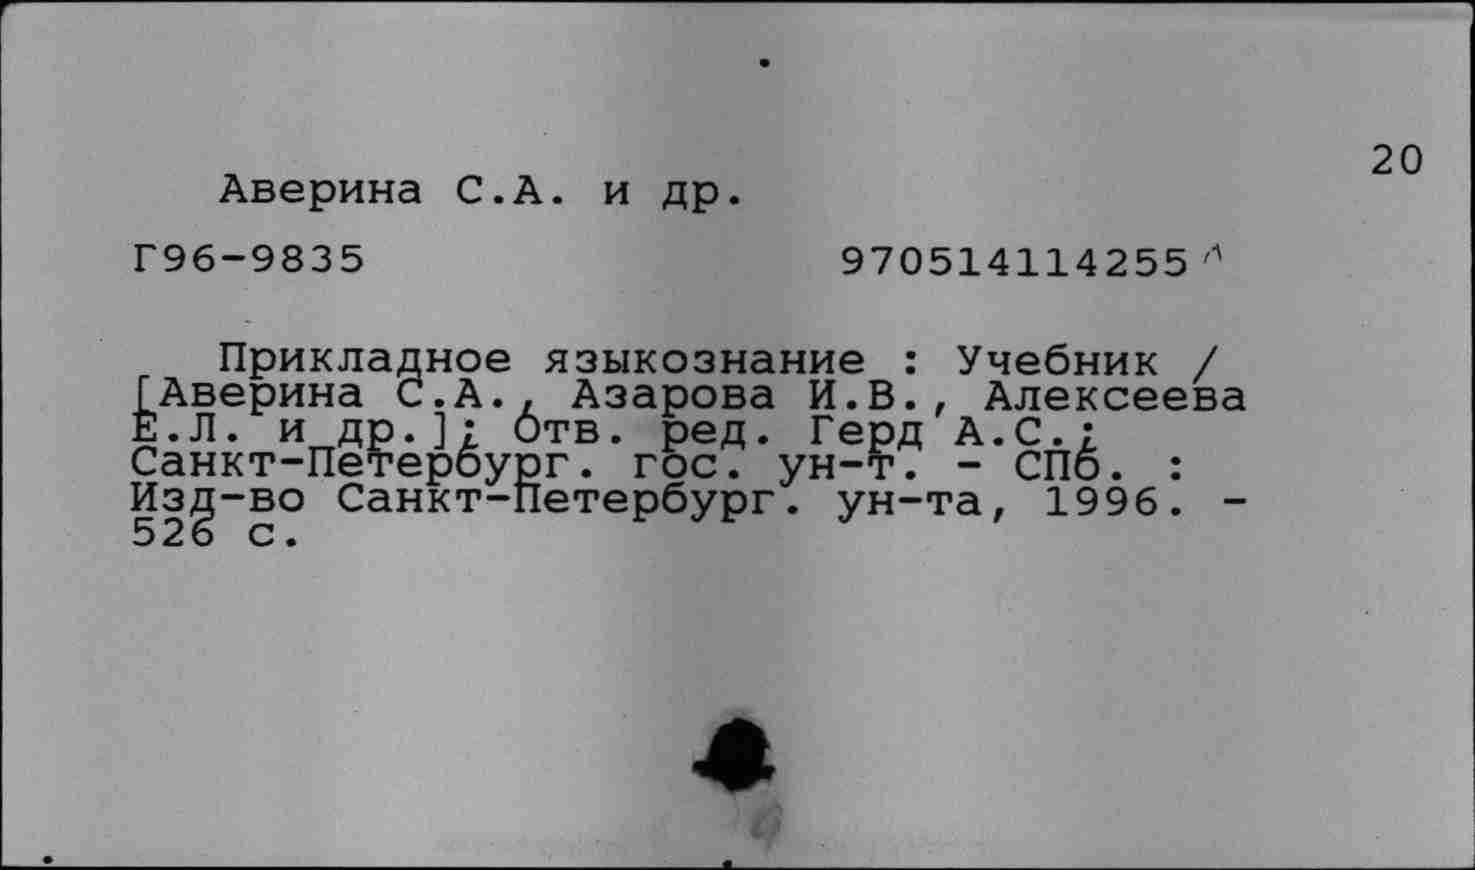 20
Аверина С.А. и др.
Г96-9835 970514114255
Прикладное языкознание : Учебник /
[Аверина С.А., Азарова И.В., Алексеева
Е.Л. и др.]; Отв. ред. Герд А.С.;
Санкт-Петербург. гос. ун-т. - СПб. :
Изд-во Санкт-Петербург. ун-та, 1996. -
526 с.